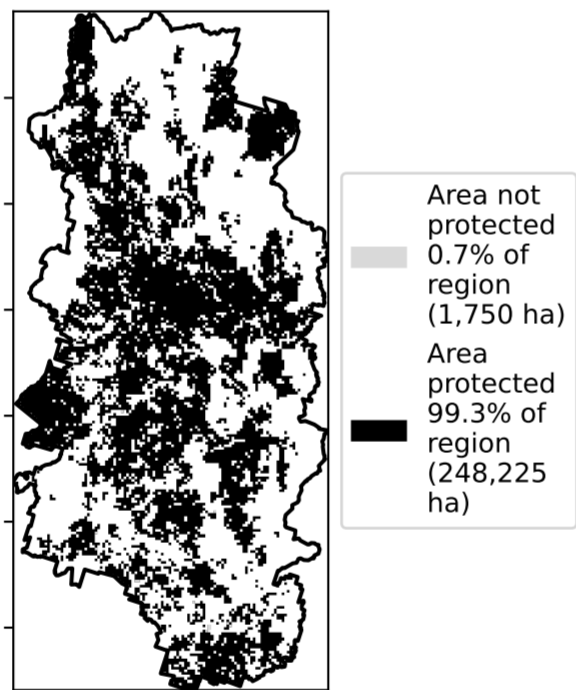 Area not
protected
0.7% of
region
(1,750 ha)
Area
protected
99.3% of
region
(248,225
ha)